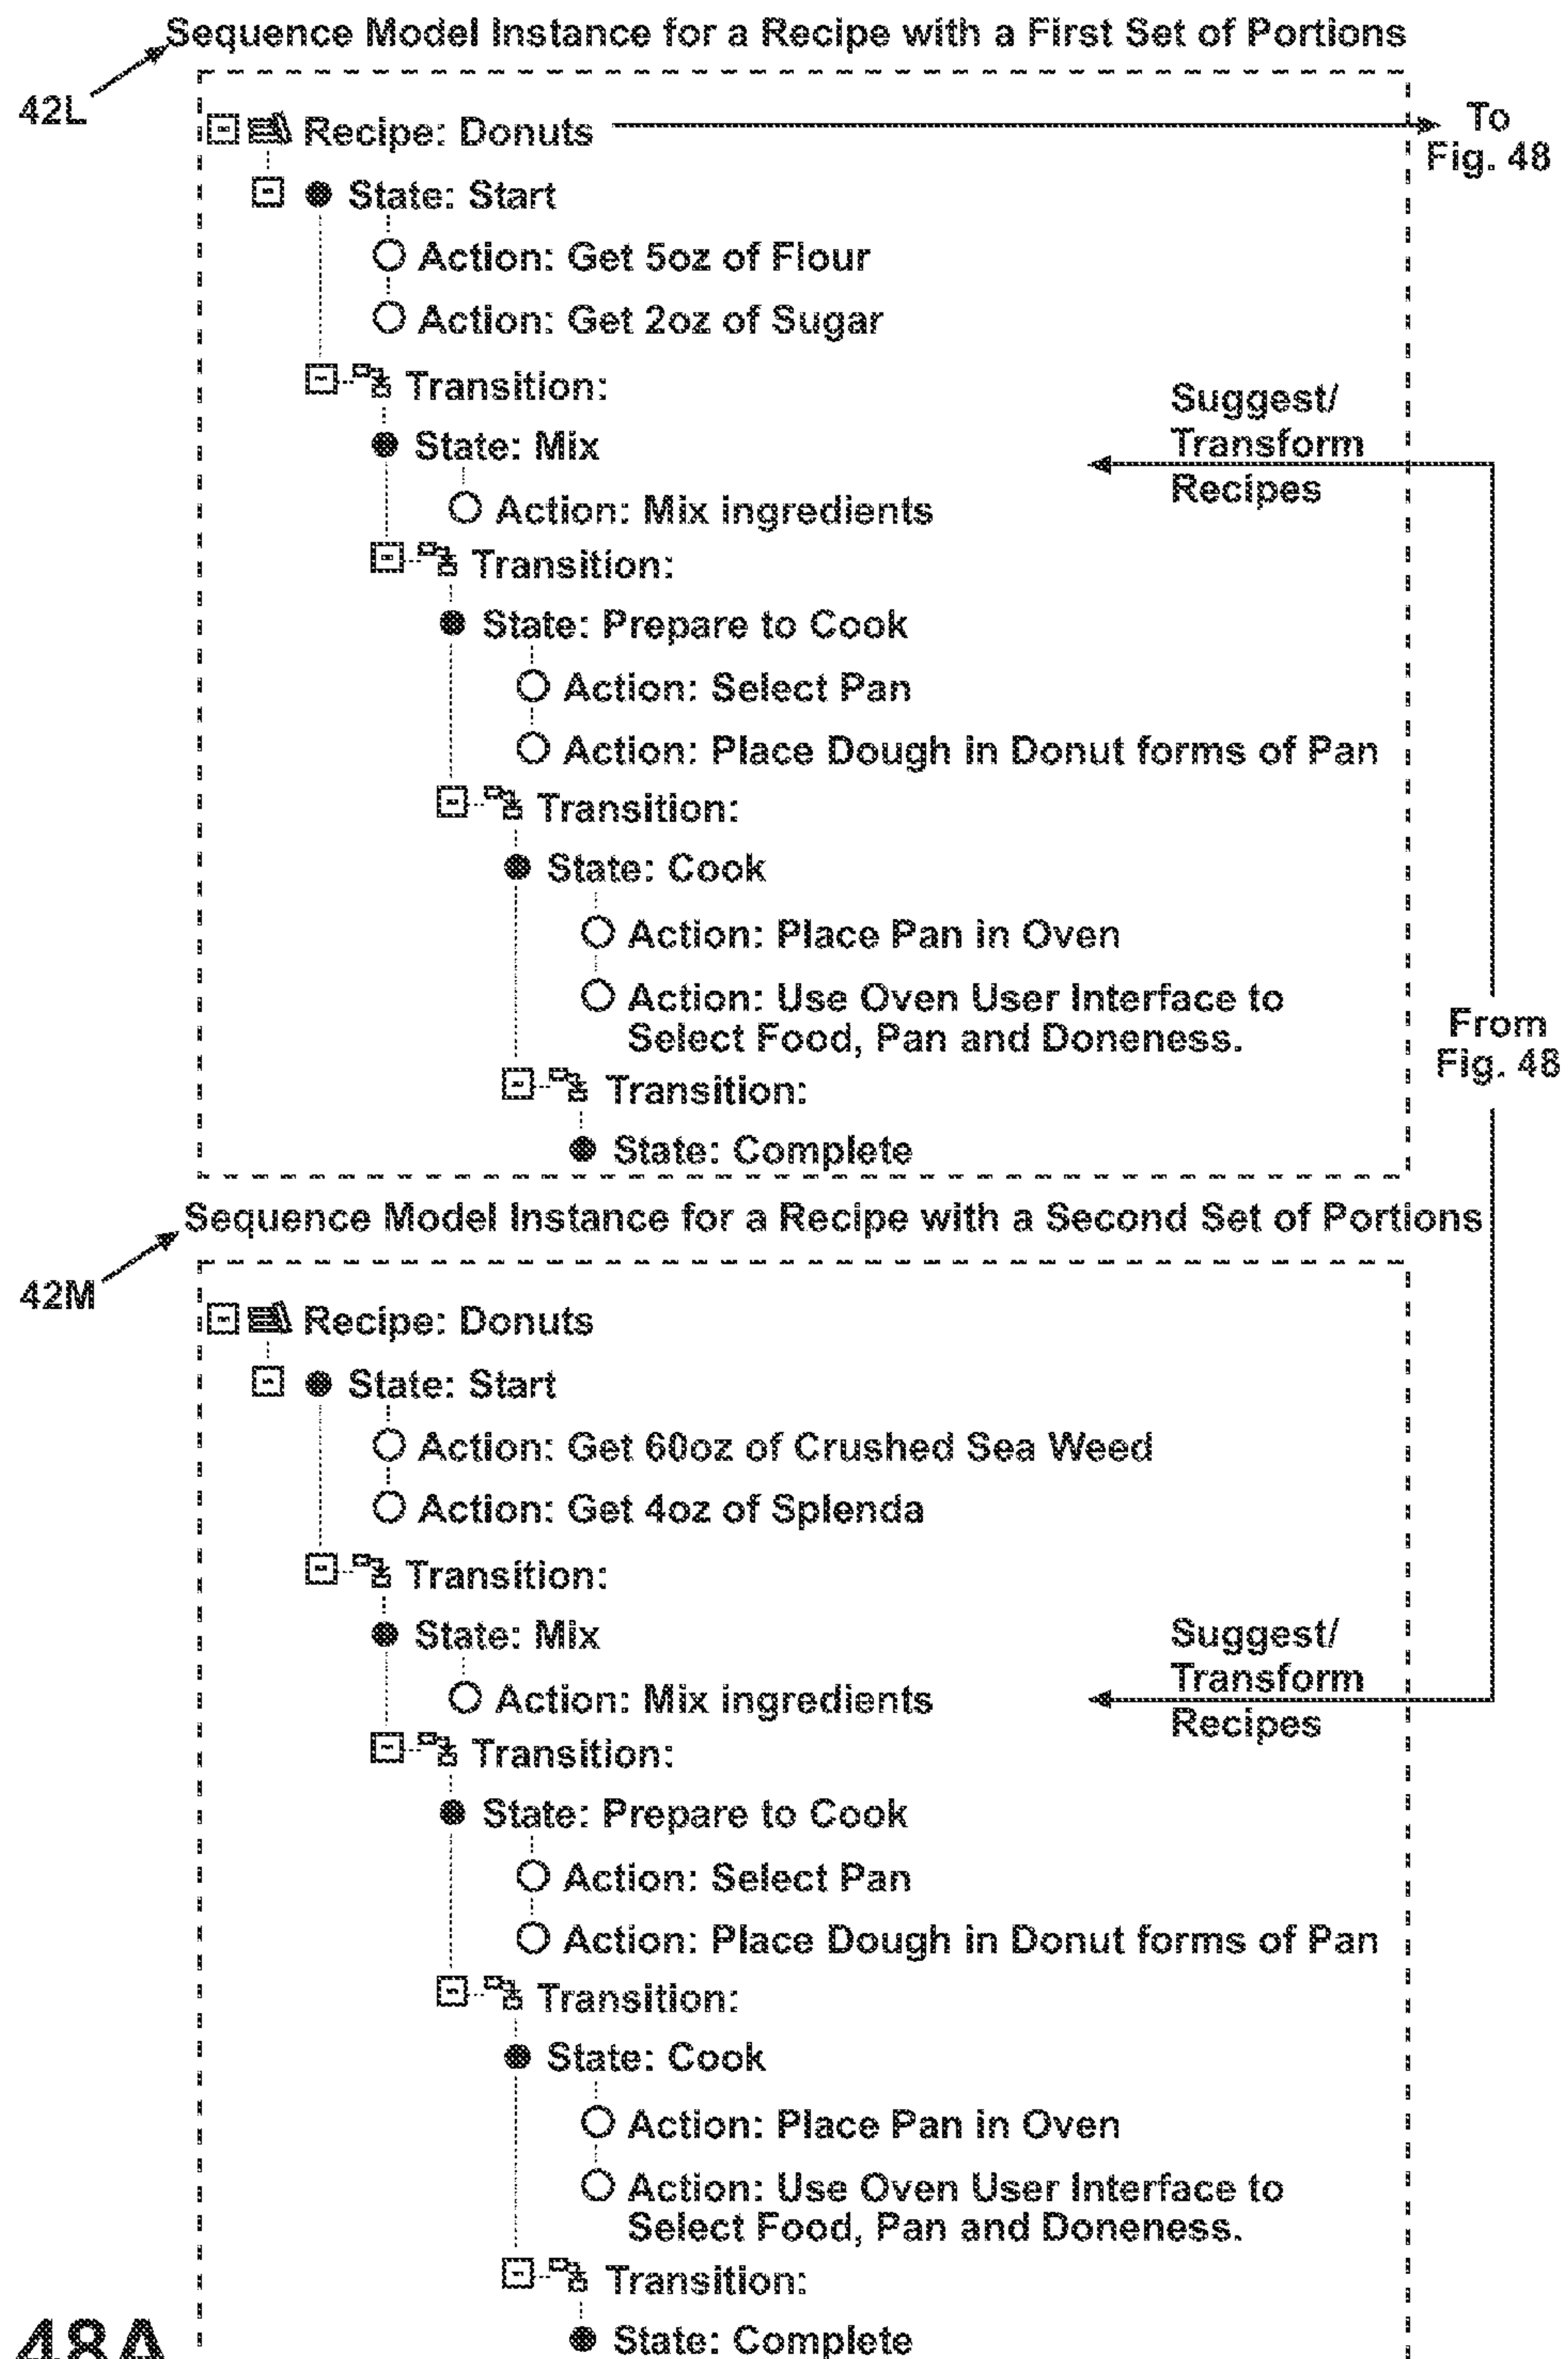 Sequence Model Instance for a Recipe with a First Set of Portions
42L
Recipe: Donuts
To
Fig. 48
State: Start
Action: Get 5oz of Flour
Action: Get 2oz of Sugar
Transition:
State: Mix
Suggest/
Transform
Recipes
Action: Mix ingredients
Transition:
State: Prepare to Cook
Action: Select Pan
Action: Place Dough in Donut forms of Pan
Transition:
State: Cook
Action: Place Pan in Oven
Action: Use Oven User Interface to
Select Food, Pan and Doneness.
From
Fig. 48
Transition:
State: Complete
Sequence Model Instance for a Recipe with a Second Set of Portions
42M
Recipe: Donuts
State: Start
Action: Get 60oz of Crushed Sea Weed
Action: Get 4oz of Splenda
Transition:
State: Mix
Suggest/
Transform
Recipes
Action: Mix ingredients
Transition:
State: Prepare to Cook
Action: Select Pan
Action: Place Dough in Donut forms of Pan
Transition:
State: Cook
Action: Place Pan in Oven
Action: Use Oven User Interface to
Select Food, Pan and Doneness.
Transition:
State: Complete
48A